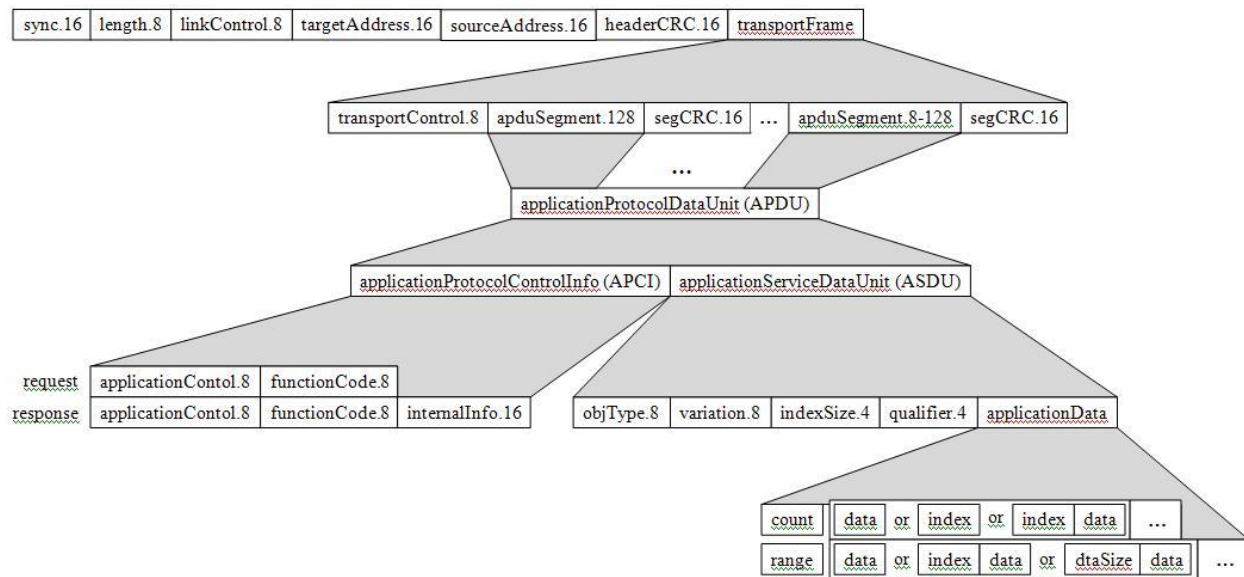 sync.16 length.8 linkControl.8 targetAddress.16 sourceAddress.16 headerCRC.16 transportFrame
transportControl.8 apduSegment.128 segCRC.16 ... apduSegment.8-128 segCRC.16
...
applicationProtocolDataUnit (APDU)
applicationProtocolControlInfo (APCI) applicationServiceDataUnit (ASDU)
request applicationContol.8 functionCode.8
response applicationContol.8 functionCode.8 internalInfo.16 objType.8 variation.8 indexSize.4 qualifier.4 applicationData
count data or index or index data ...
range data or index data or dtaSize data ...